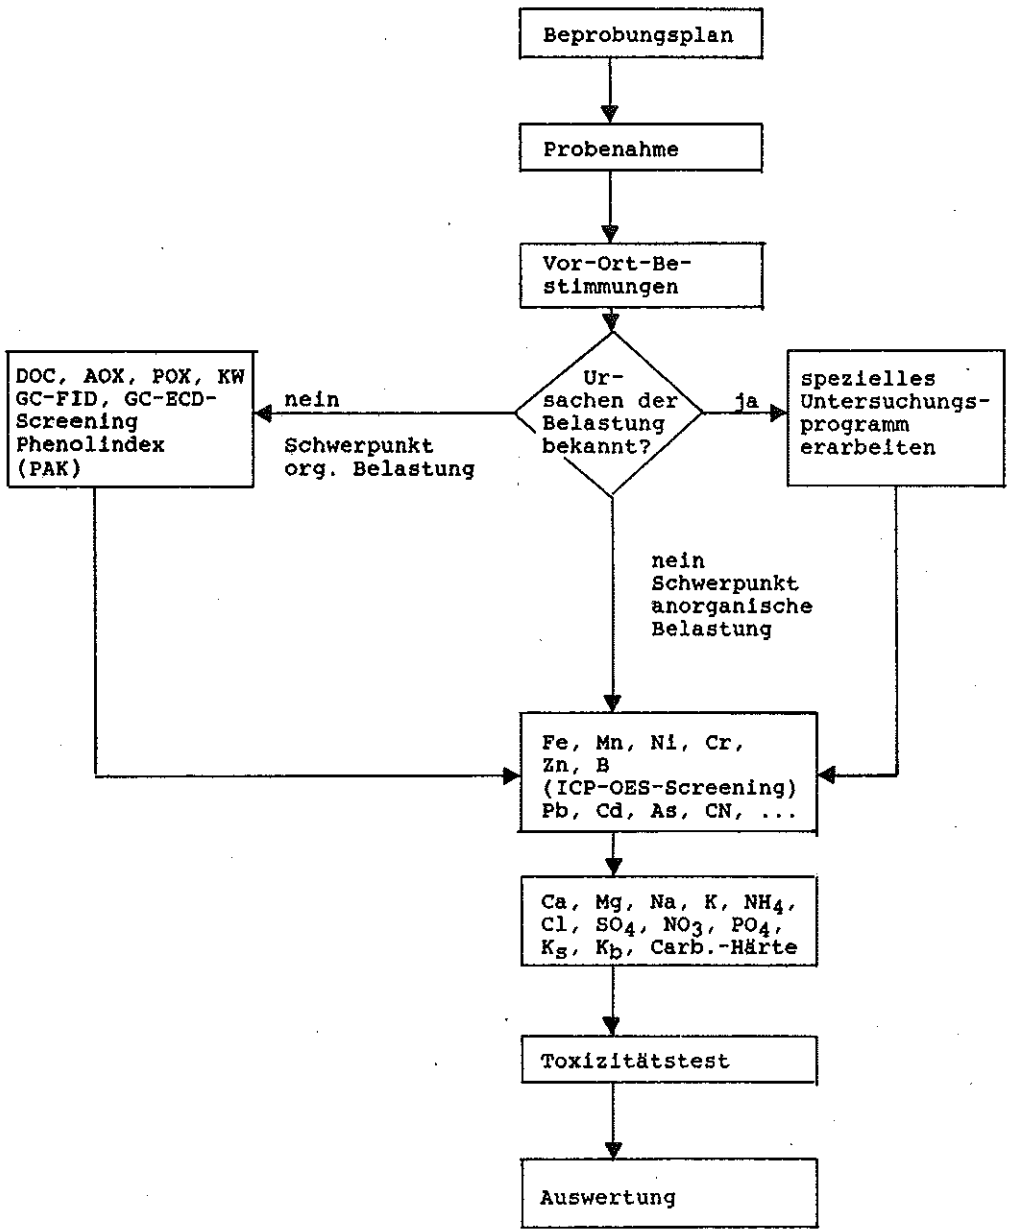 Beprobungsplan
Probenahme
Vor-Ort-Be-
stimmungen
Ur-
sachen der
Belastung
bekannt?
DOC, AOX, POX, KW
GC-FID, GC-ECD-
Screening
Phenolindex
(PAK)
nein
Schwerpunkt
org. Belastung
ja
spezielles
Untersuchungs-
programm
erarbeiten
nein
Schwerpunkt
anorganische
Belastung
Fe, Mn, Ni, Cr,
Zn, B
(ICP-OES-Screening)
Pb, Cd, As, CN, ...
Ca, Mg, Na, K, NH4,
Cl, SO4, NO3, PO4,
KS, Kb, Carb.-Härte
Toxizitätstest
Auswertung